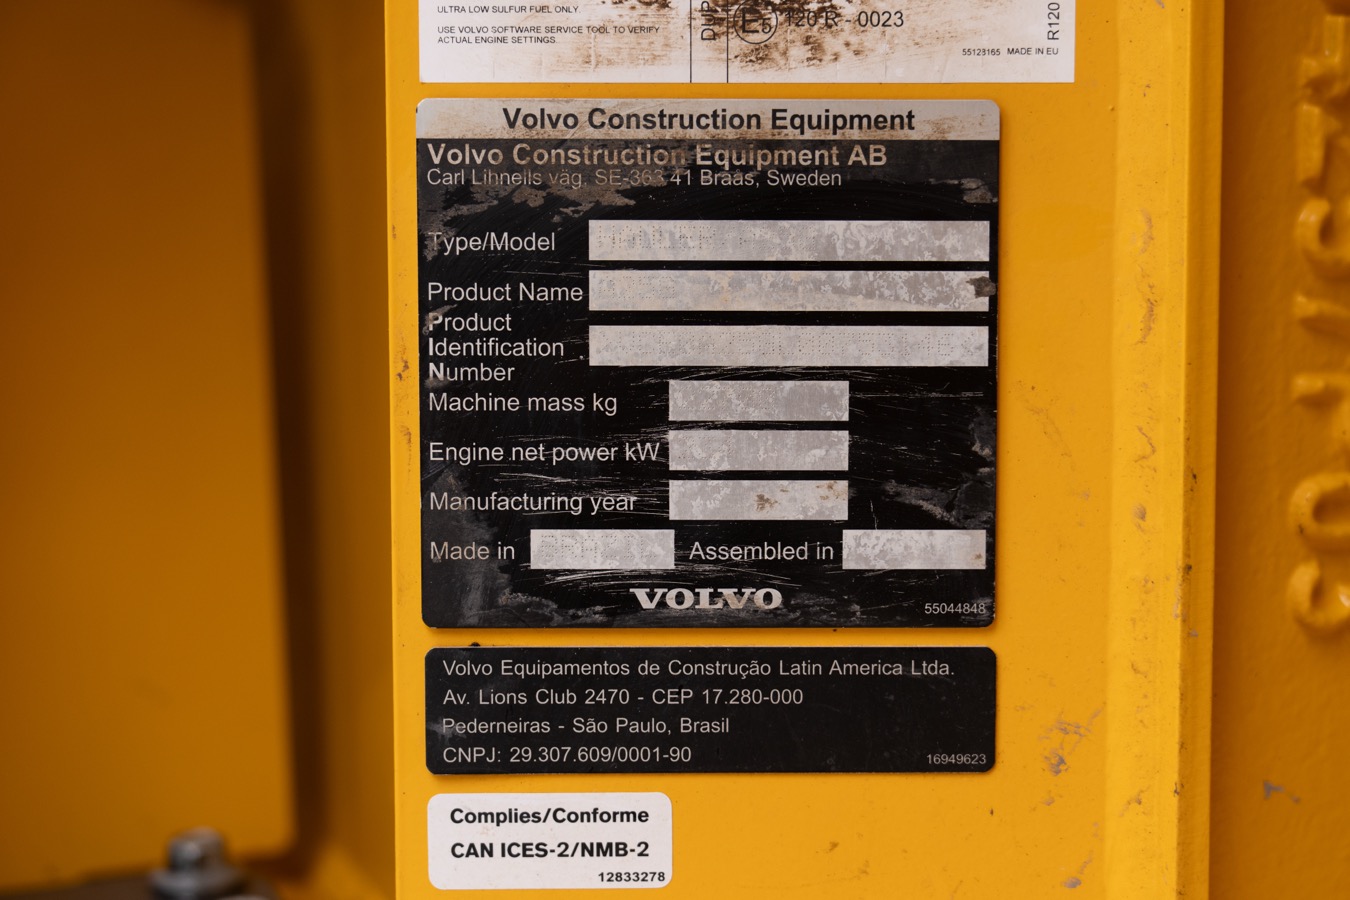 ULTRA LOW SULFUR FUEL ONLY
USE VOLVO SOFTWARE SERVICE TOOL TO VERIFY
ACTUAL ENGINE SETTINGS
DUP
E5
120 R - 0023
R120
55123165 MADE IN EU
Volvo Construction Equipment
Volvo Construction Equipment AB
Carl Lihnells väg, SE-363 41 Braås, Sweden
Type/Model
Product Name
Product
Identification
Number
Machine mass kg
Engine net power kW
Manufacturing year
Made in
Assembled in
VOLVO
55044848
Volvo Equipamentos de Construção Latin America Ltda.
Av. Lions Club 2470 - CEP 17.280-000
Pederneiras - São Paulo, Brasil
CNPJ: 29.307.609/0001-90
16949623
Complies/Conforme
CAN ICES-2/NMB-2
12833278